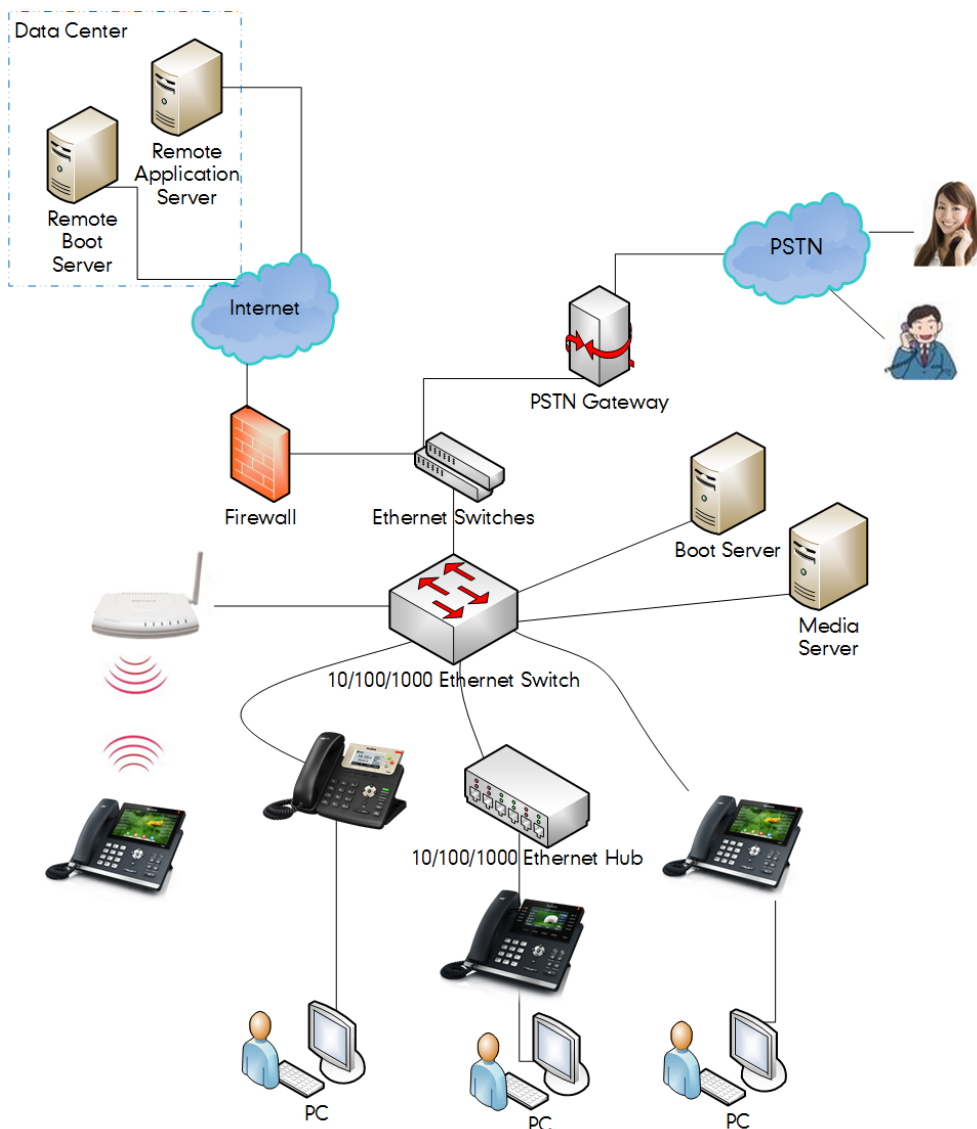 Data Center
Remote
Application
Server
Remote
Boot
Server
Internet
PSTN
PSTN Gateway
Firewall
Ethernet Switches
Boot Server
Media
Server
10/100/1000 Ethernet Switch
10/100/1000 Ethernet Hub
PC
PC
PC